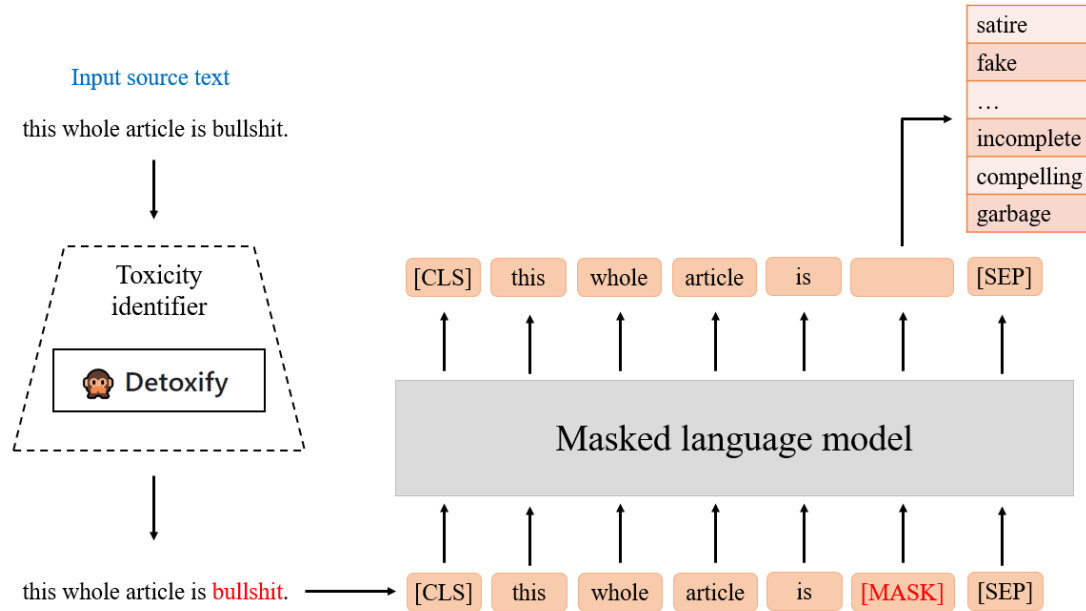 Input source text
this whole article is bullshit.
Toxicity
identifier
Detoxify
this whole article is bullshit.
[CLS] this whole article is [MASK] [SEP]
Masked language model
[CLS] this whole article is [SEP]
satire
fake
…
incomplete
compelling
garbage